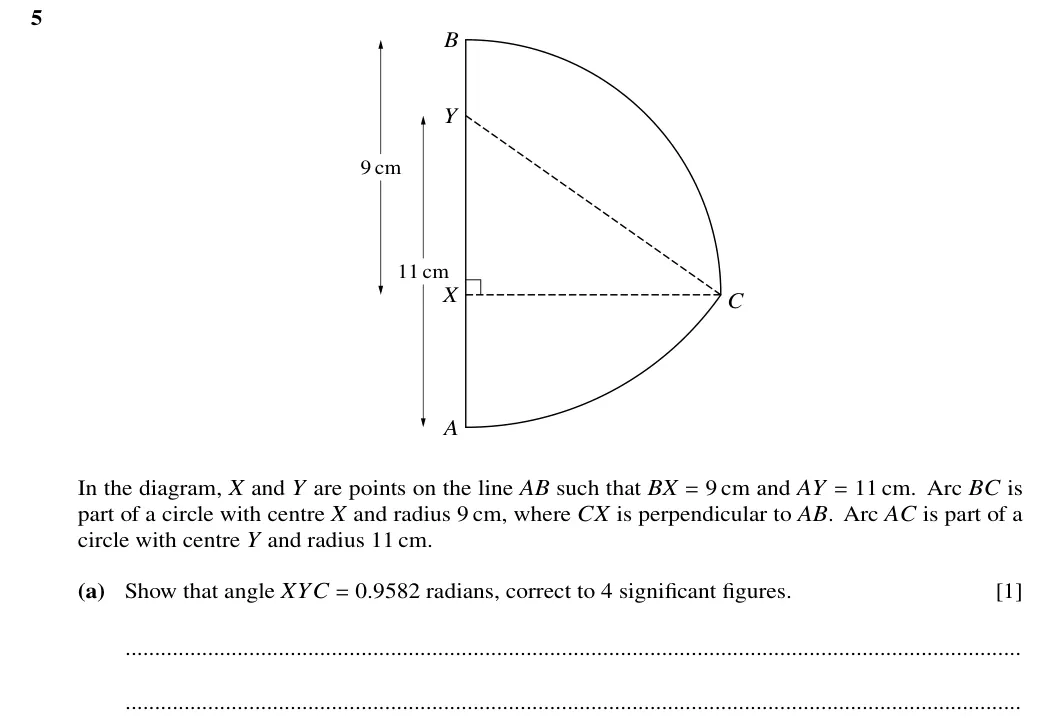 5
B
Y
9 cm
11 cm
X
C
A
In the diagram, X and Y are points on the line AB such that BX = 9 cm and AY = 11 cm. Arc BC is
part of a circle with centre X and radius 9 cm, where CX is perpendicular to AB. Arc AC is part of a
circle with centre Y and radius 11 cm.
(a) Show that angle XYC = 0.9582 radians, correct to 4 significant figures. [1]